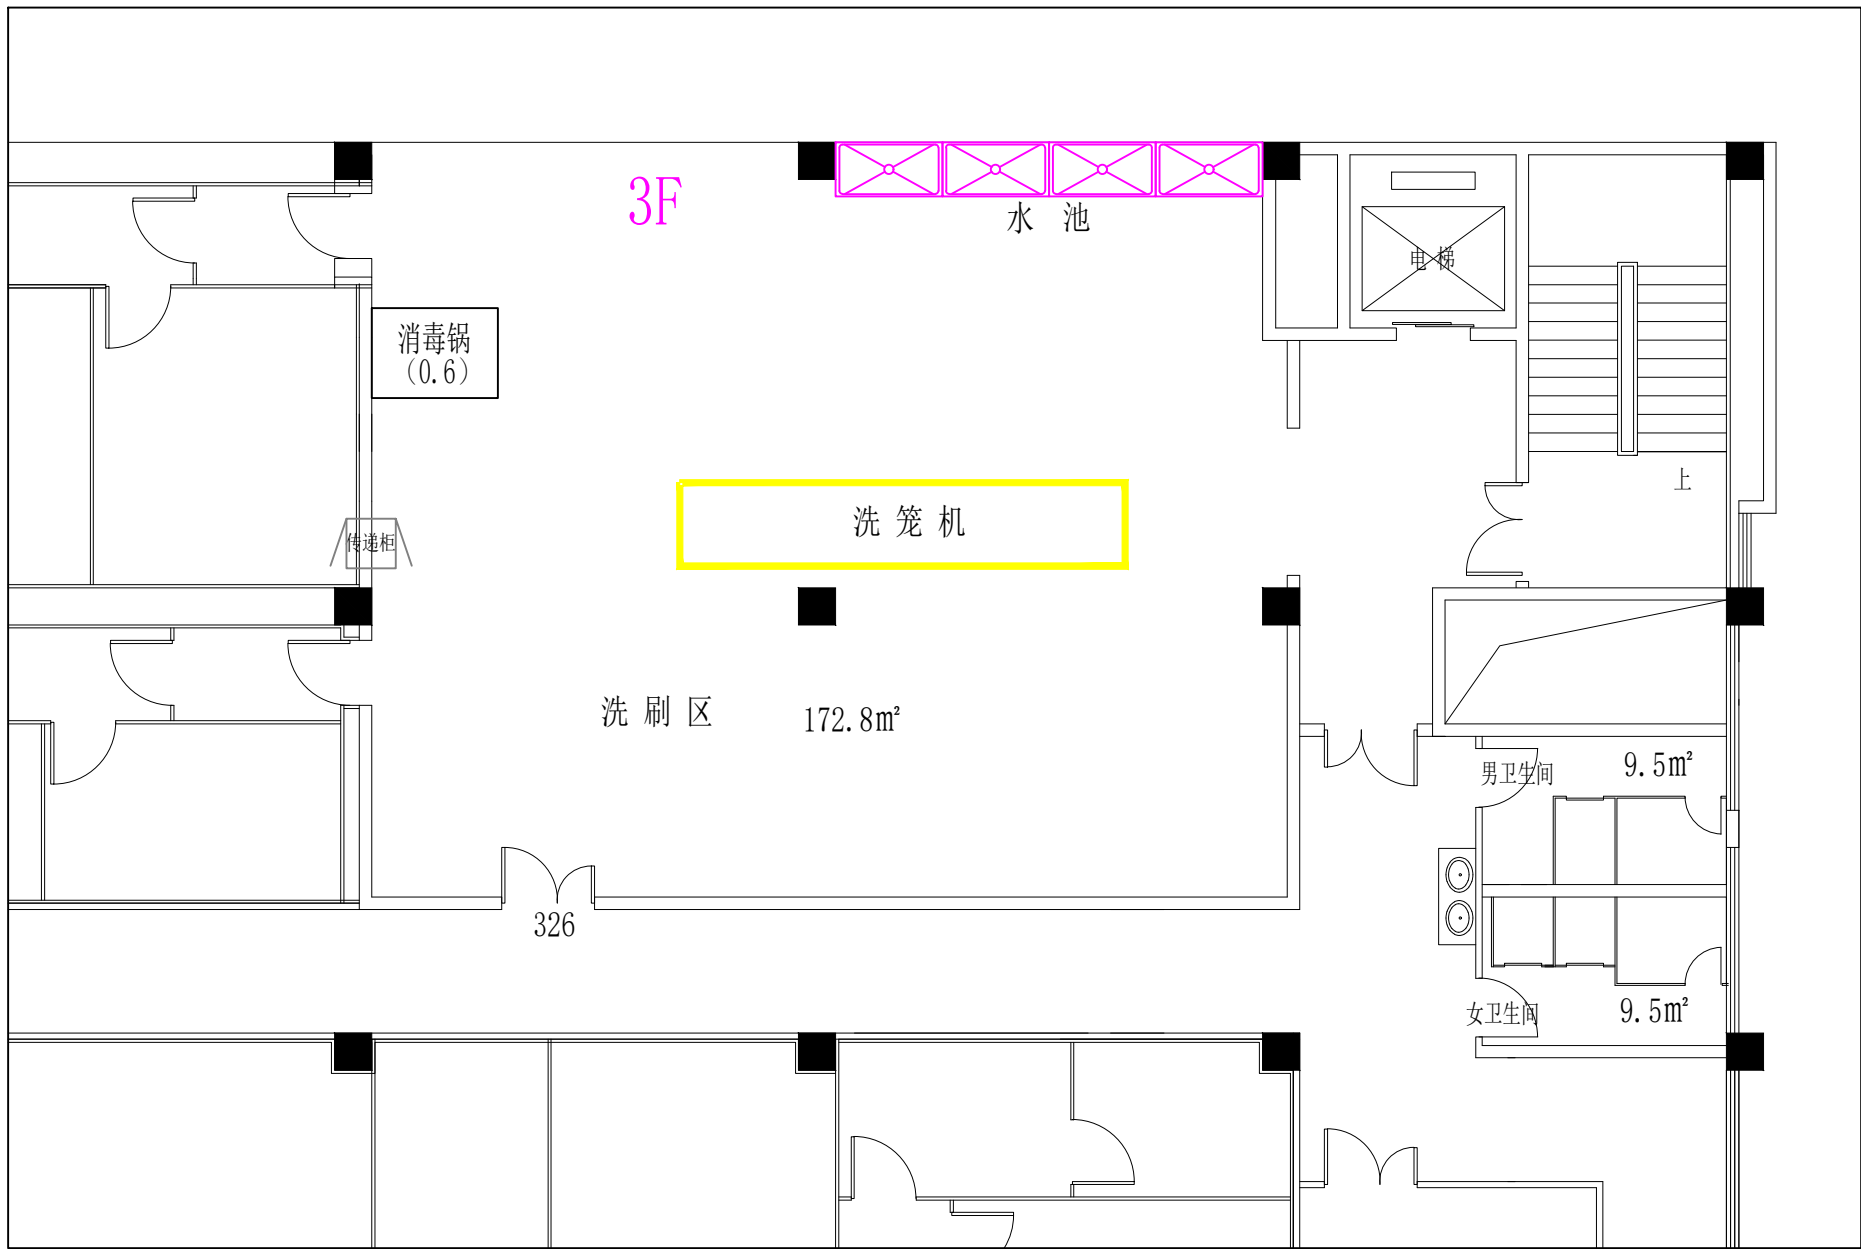 3F
水 池
电 梯
消毒锅
(0.6)
上
洗 笼 机
传递柜
洗 刷 区
172.8m²
男卫生间
9.5m²
326
女卫生间
9.5m²